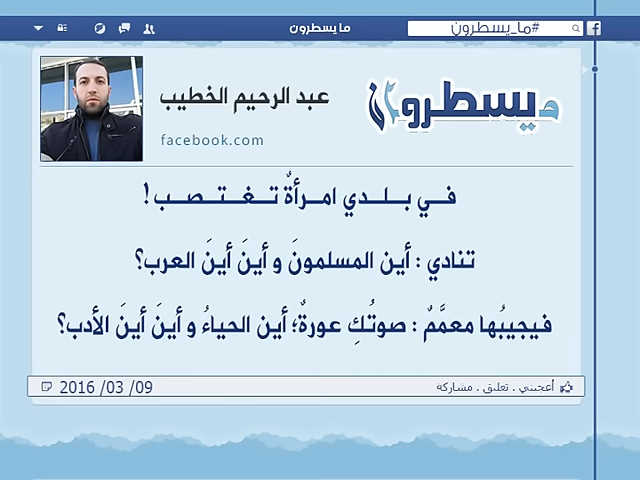 ما يسطرون
#ما_يسطرون
f
ما يسطرون
عبد الرحيم الخطيب
facebook.com
فـي بـلـدي امـرأةٌ تـغـتـصـب !
تنادي : أين المسلمونَ و أينَ أينَ العرب؟
فيجيبُها معمَّمٌ : صوتُكِ عورةٌ؛ أين الحياءُ و أينَ أينَ الأدب؟
أعجبني . تعليق . مشاركة
09/ 03/ 2016